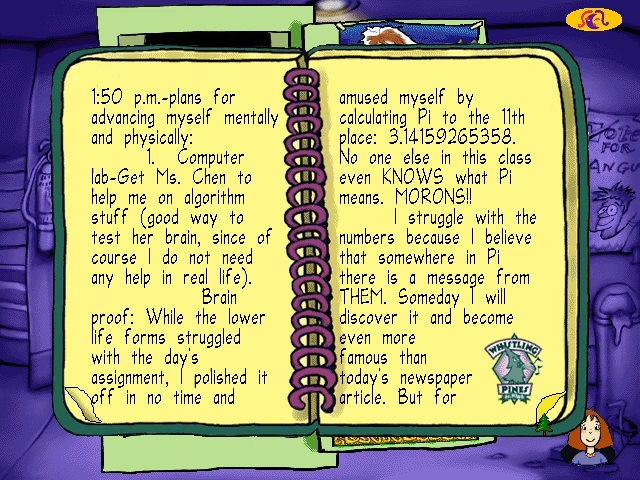 1:50 p.m.-plans for
advancing myself mentally
and physically:
1. Computer
lab-Get Ms. Chen to
help me on algorithm
stuff (good way to
test her brain, since of
course I do not need
any help in real life).
Brain
proof: While the lower
life forms struggled
with the day's
assignment, I polished it
off in no time and
amused myself by
calculating Pi to the 11th
place: 3.14159265358.
No one else in this class
even KNOWS what Pi
means. MORONS!!
I struggle with the
numbers because I believe
that somewhere in Pi
there is a message from
THEM. Someday I will
discover it and become
even more
famous than
today's newspaper
article. But for
WHISTLING
PINES
VOTE
FOR
ANGU